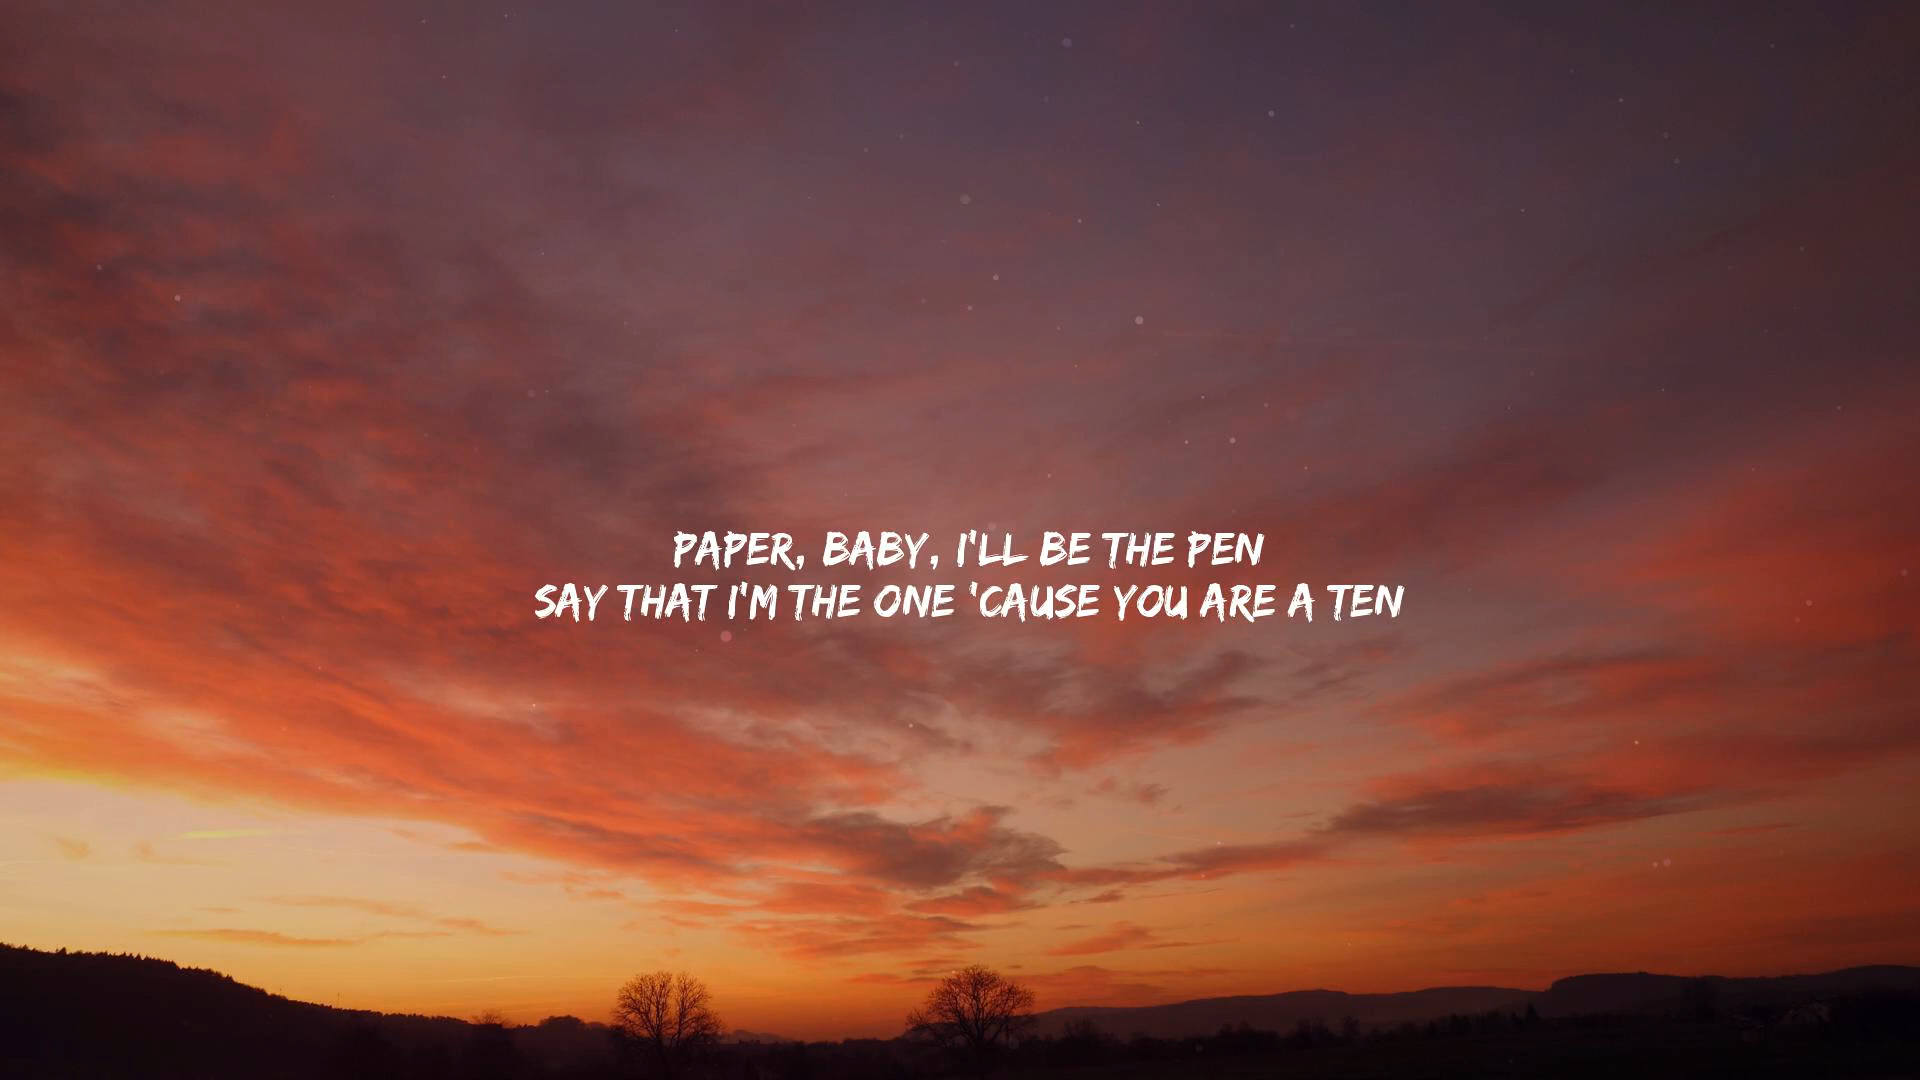 PAPER, BABY, I'LL BE THE PEN
SAY THAT I'M THE ONE 'CAUSE YOU ARE A TEN